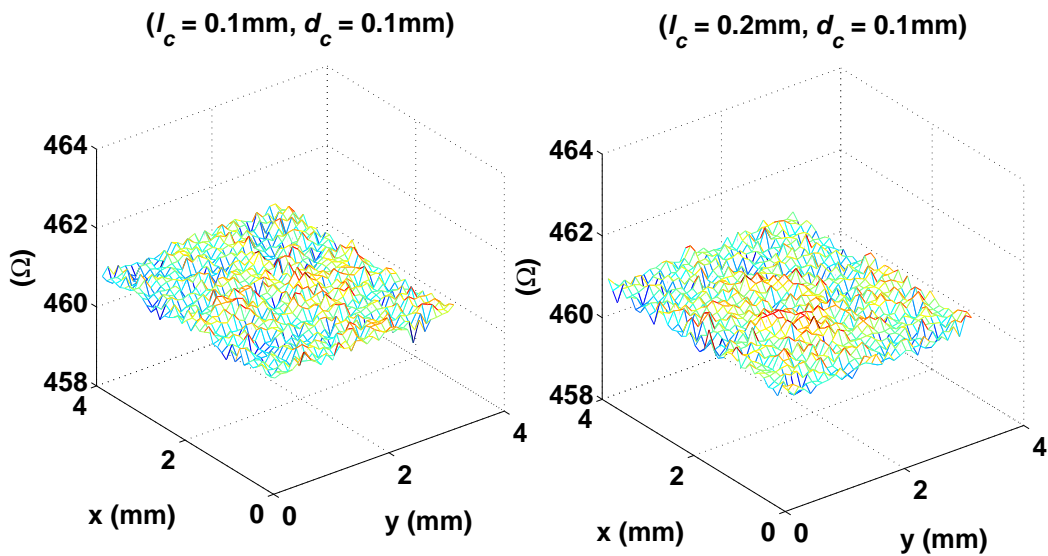 (l_c = 0.1mm, d_c = 0.1mm)
464
462
460
458
(Ω)
4
2
0
x (mm)
0
2
4
y (mm)
(l_c = 0.2mm, d_c = 0.1mm)
464
462
460
458
(Ω)
4
2
0
x (mm)
0
2
4
y (mm)